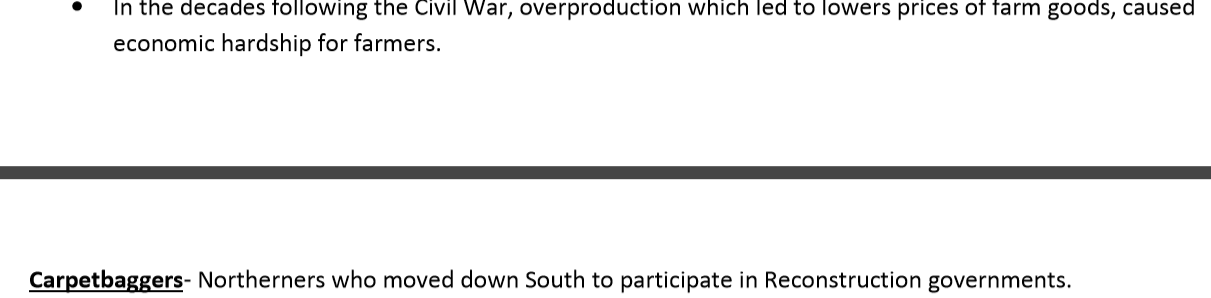 • In the decades following the Civil War, overproduction which led to lowers prices of farm goods, caused
economic hardship for farmers.
Carpetbaggers- Northerners who moved down South to participate in Reconstruction governments.